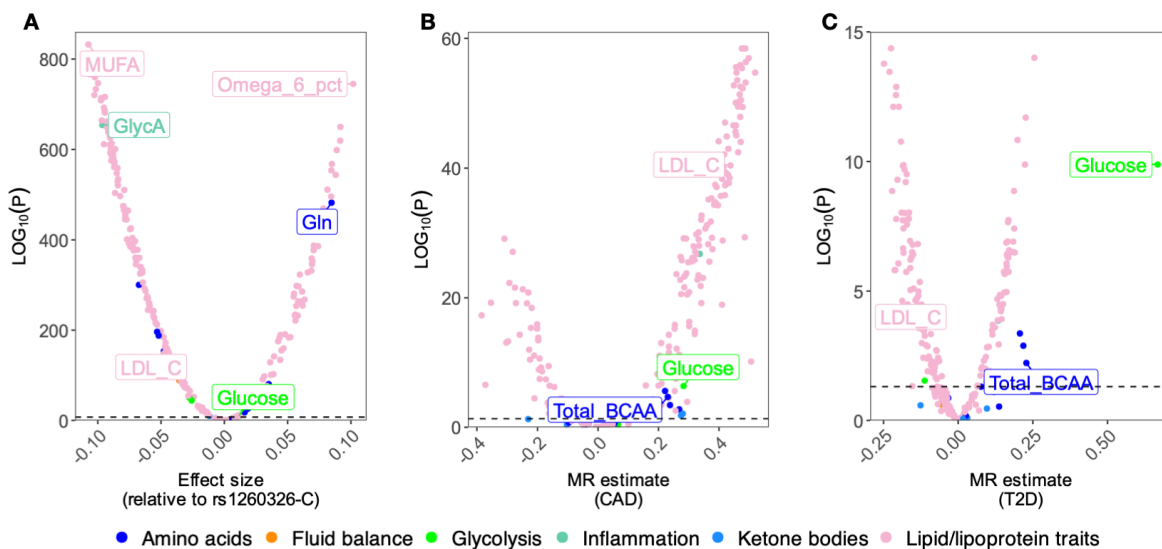 A
LOG₁₀(P)
800
600
400
200
0
MUFA
Omega_6_pct
GlycA
Gln
LDL_C
Glucose
-0.10
-0.05
0.00
0.05
0.10
Effect size
(relative to rs1260326-C)
B
LOG₁₀(P)
60
40
20
0
LDL_C
Glucose
Total_BCAA
-0.4
-0.2
0.0
0.2
0.4
MR estimate
(CAD)
C
LOG₁₀(P)
15
10
5
0
Glucose
LDL_C
Total_BCAA
-0.25
0.00
0.25
0.50
MR estimate
(T2D)
Amino acids Fluid balance Glycolysis Inflammation Ketone bodies Lipid/lipoprotein traits